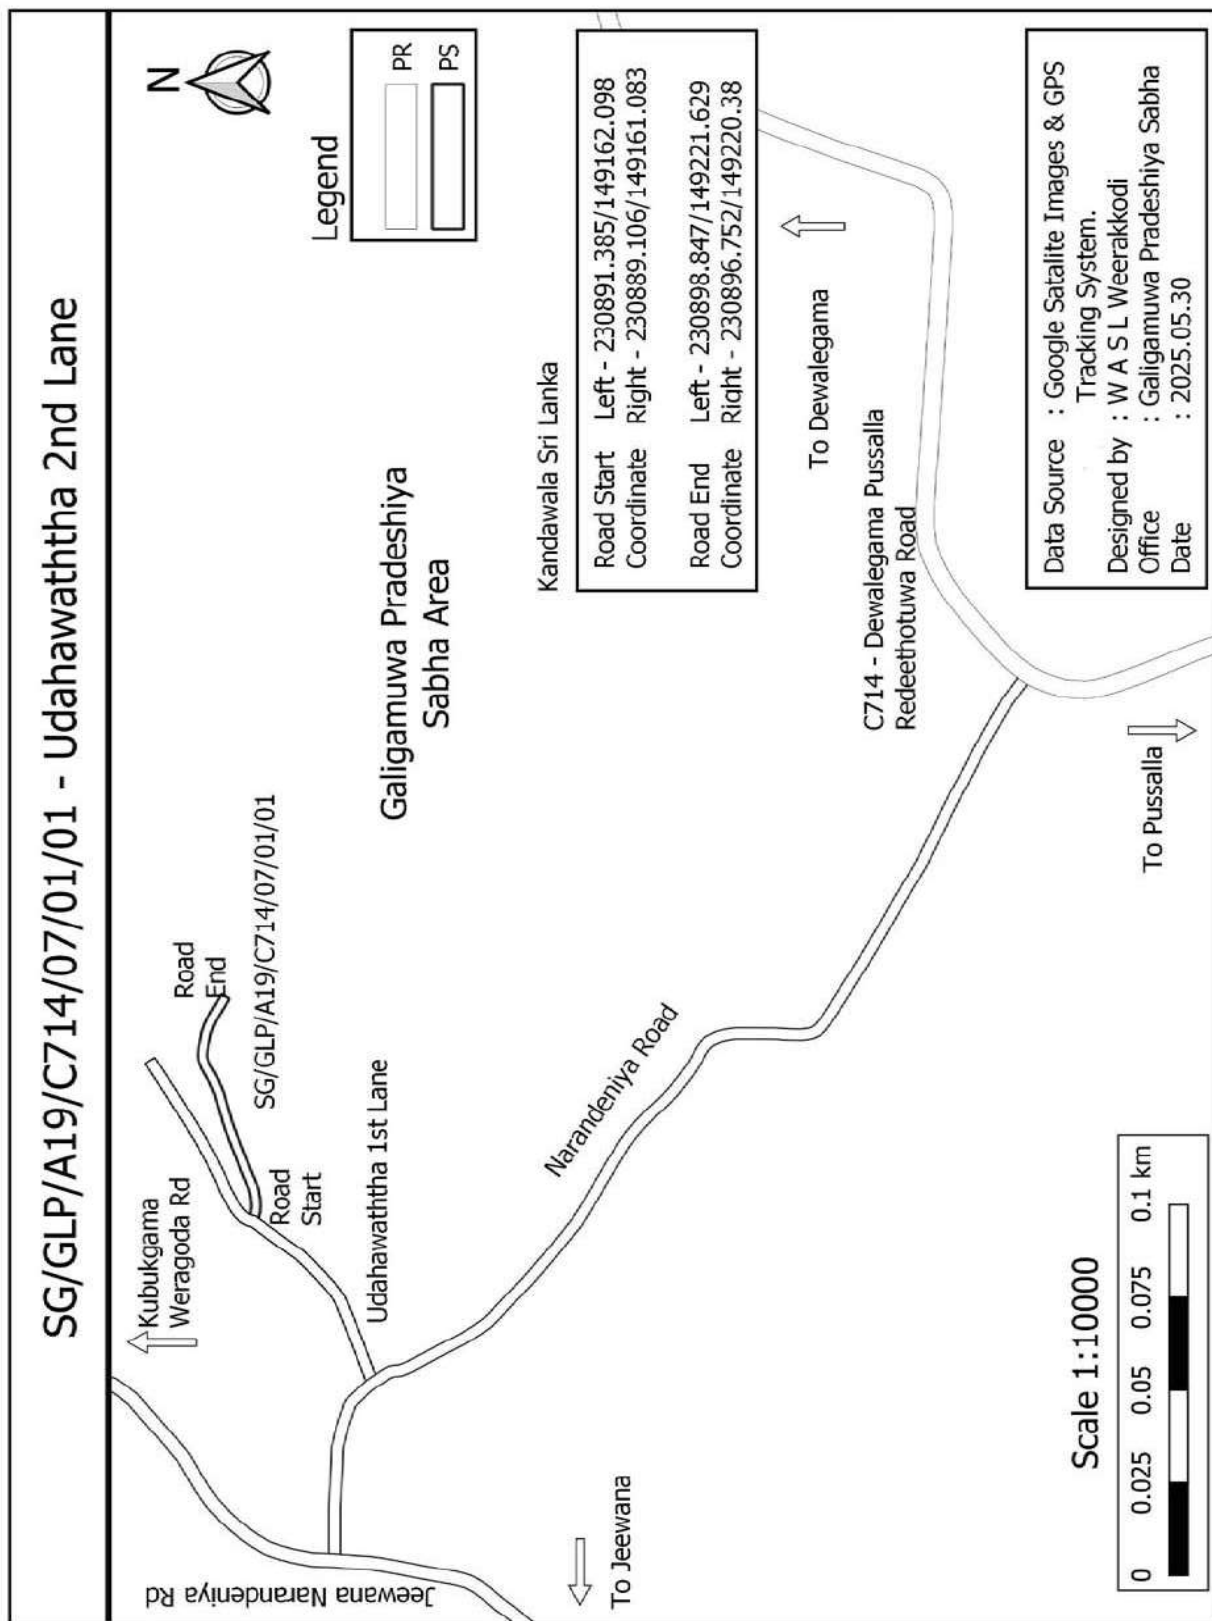 SG/GLP/A19/C714/07/01/01 - Udahawaththa 2nd Lane
N
Legend
PR
PS
Kubukgama
Weragoda Rd
Road
End
SG/GLP/A19/C714/07/01/01
Road
Start
Udahawaththa 1st Lane
Jeewana Narandeniya Rd
To Jeewana
Galigamuwa Pradeshiya
Sabha Area
Narandeniya Road
Kandawala Sri Lanka
Road Start Left - 230891.385/149162.098
Coordinate Right - 230889.106/149161.083
Road End Left - 230898.847/149221.629
Coordinate Right - 230896.752/149220.38
To Dewalegama
C714 - Dewalegama Pussalla
Redeethotuwa Road
To Pussalla
Scale 1:10000
0 0.025 0.05 0.075 0.1 km
Data Source : Google Satalite Images & GPS
Tracking System.
Designed by : W A S L Weerakkodi
Office : Galigamuwa Pradeshiya Sabha
Date : 2025.05.30